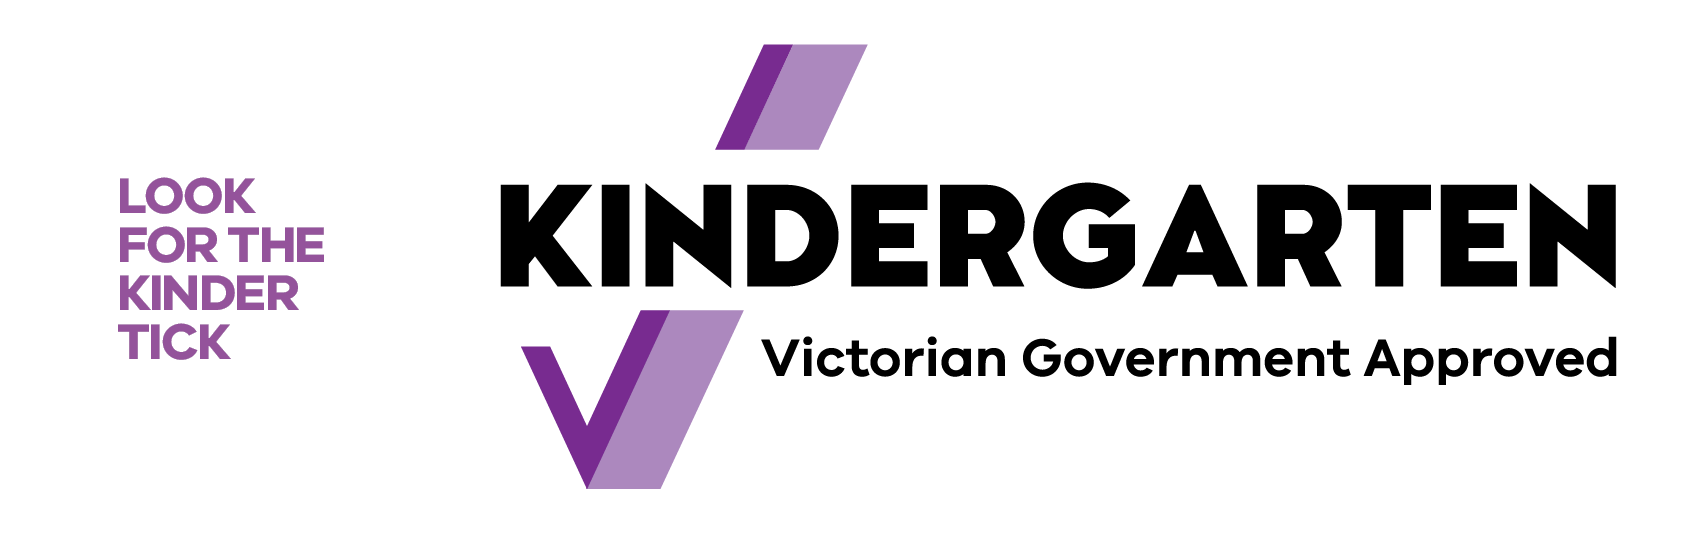 LOOK
FOR THE
KINDER
TICK
KINDERGARTEN
Victorian Government Approved